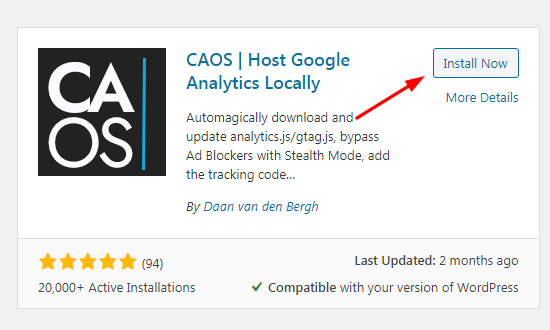 CA
OS
CAOS | Host Google
Analytics Locally
Install Now
More Details
Automagically download and
update analytics.js/gtag.js, bypass
Ad Blockers with Stealth Mode, add
the tracking code...
By Daan van den Bergh
(94)
20,000+ Active Installations
Last Updated: 2 months ago
Compatible with your version of WordPress